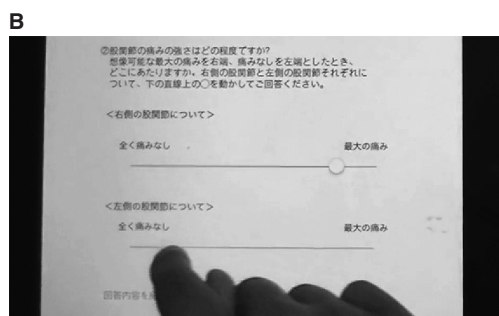 B
②股関節の痛みの強さはどの程度ですか?
想像可能な最大の痛みを右端、痛みなしを左端としたとき、
どこにあたりますか。右側の股関節と左側の股関節それぞれに
ついて、下の直線上の○を動かしてご回答ください。
＜右側の股関節について＞
全く痛みなし 最大の痛み
＜左側の股関節について＞
全く痛みなし 最大の痛み
回答内容を